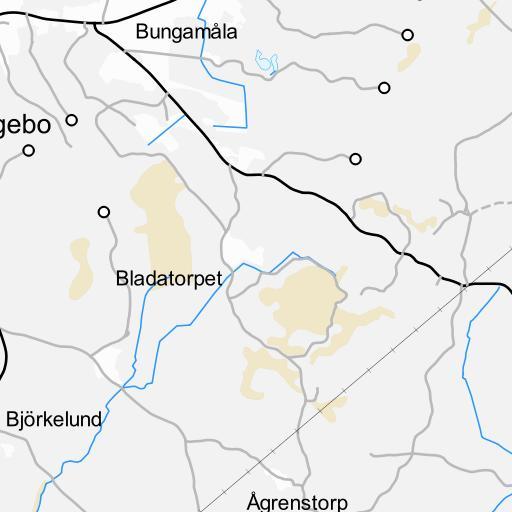 Bungamåla
gebo
Bladatorpet
Björkelund
Ågrenstorp